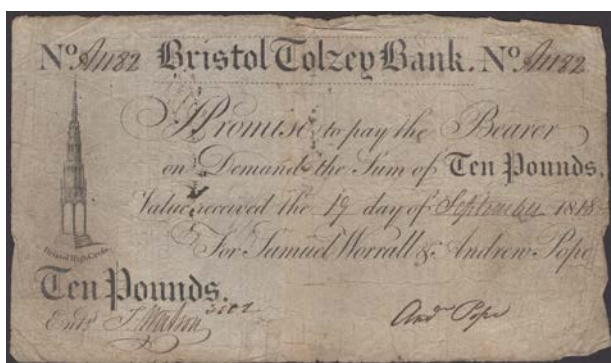 No. A1182 Bristol Tolzey Bank. No. A1182
I Promise to pay the Bearer
on Demand the Sum of Ten Pounds.
Value received the 19 day of September 1818
Bristol High Cross
For Samuel Worrall & Andrew Pope
Ten Pounds.
Entd. J. Watson
And. Pope